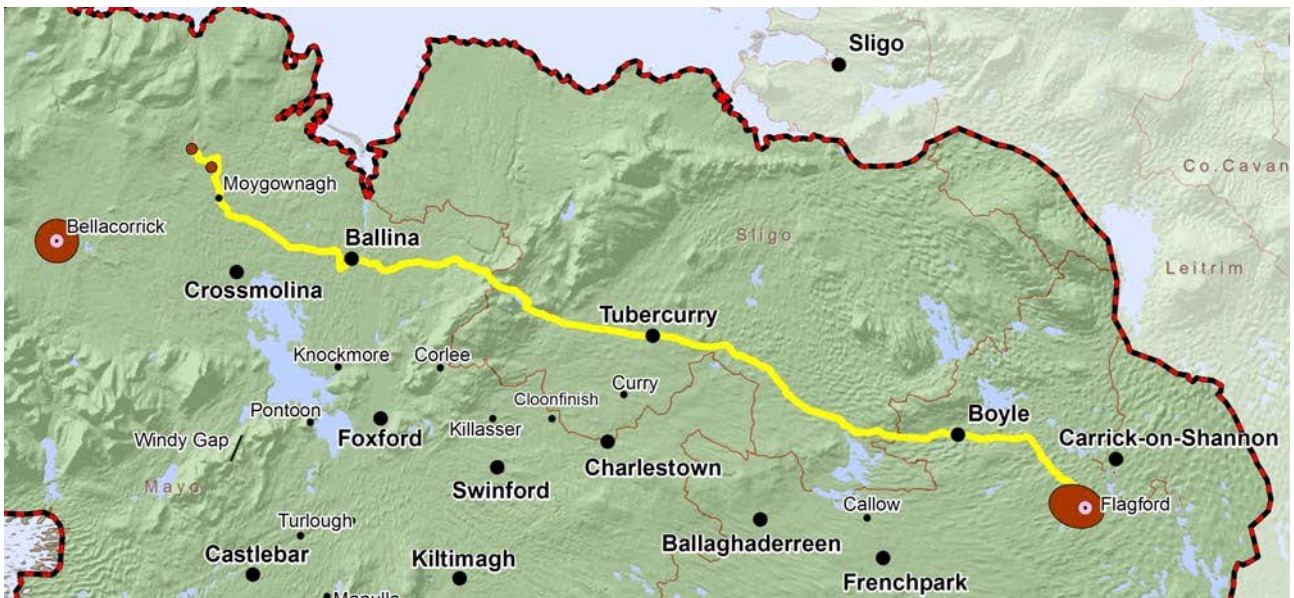 Sligo
Co.Cavan
Moygownagh
Bellacorrick
Ballina
Sligo
Leitrim
Crossmolina
Tubercurry
Knockmore
Corlee
Curry
Cloonfinish
Pontoon
Foxford
Killasser
Boyle
Windy Gap
Charlestown
Carrick-on-Shannon
Swinford
Mayo
Callow
Flagford
Turlough
Ballaghaderreen
Castlebar
Kiltimagh
Frenchpark
Manulla